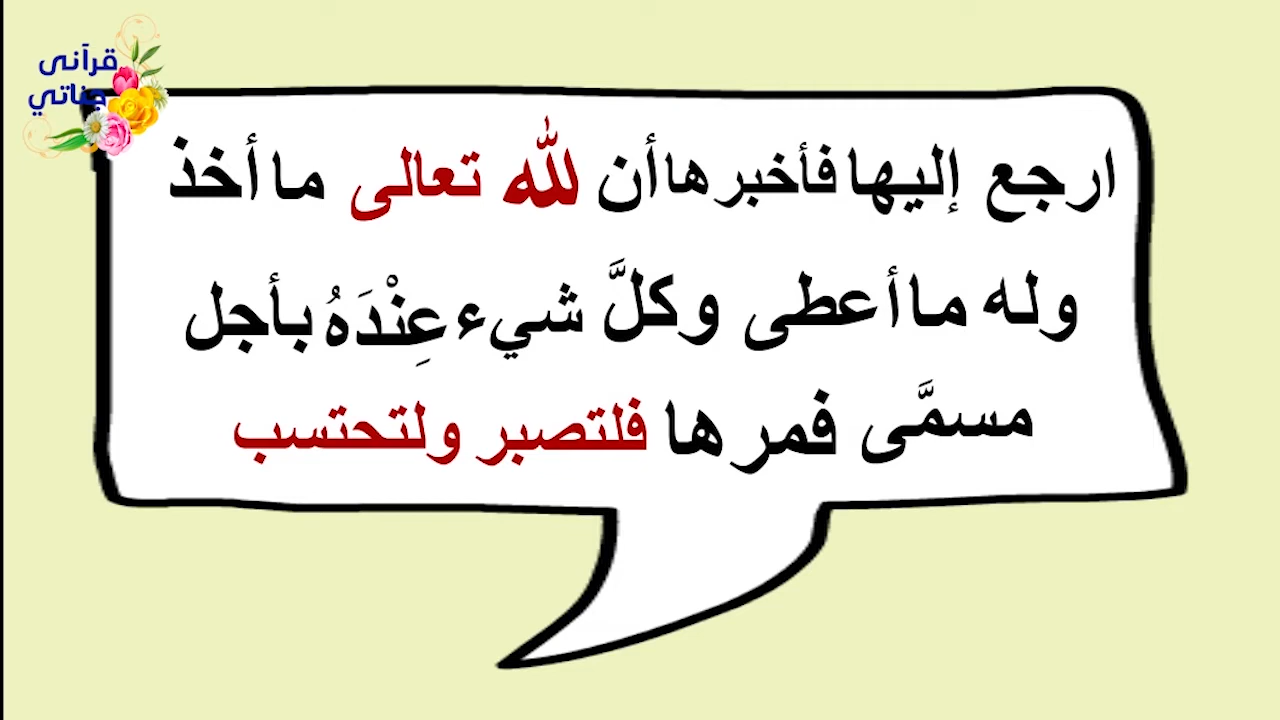 قرآنى
جناتي
ارجع إليها فأخبرها أن لله تعالى ما أخذ
وله ما أعطى وكلَّ شيء عِنْدَهُ بأجل
مسمَّى فمرها فلتصبر ولتحتسب